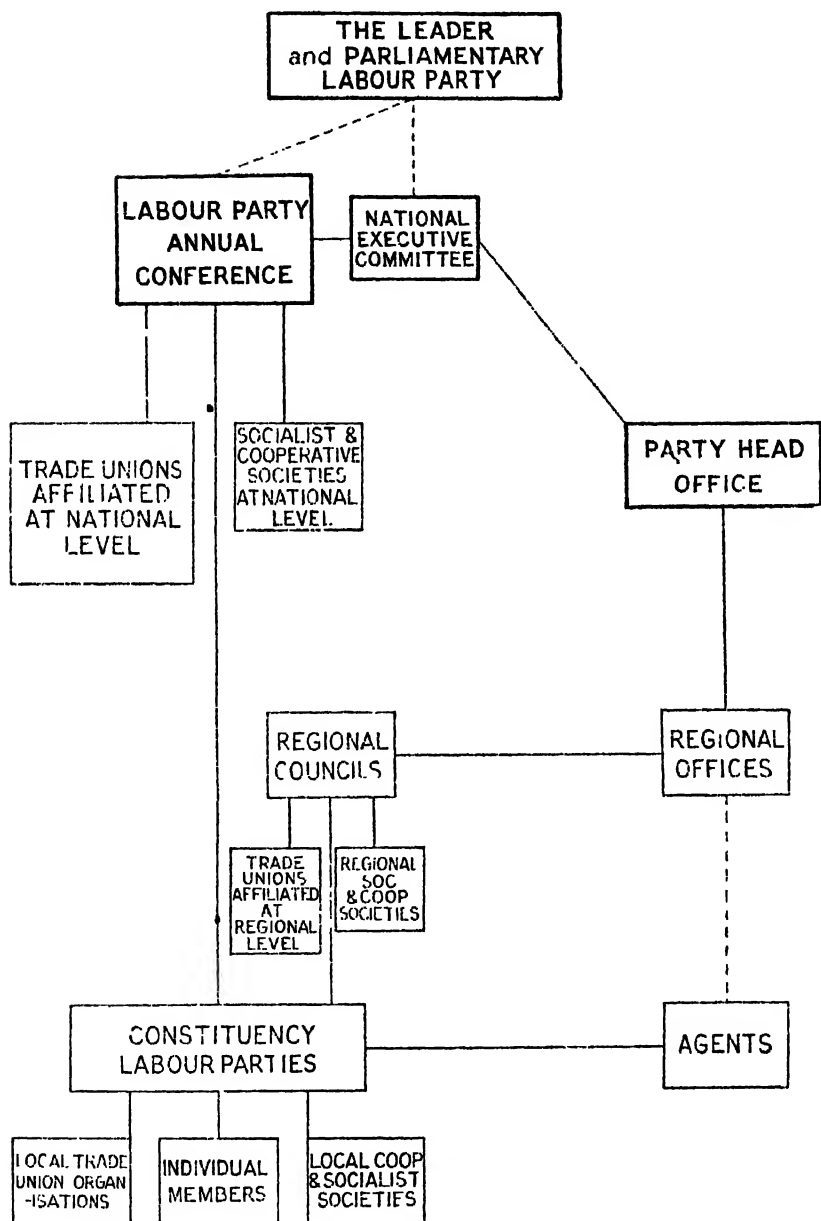 THE LEADER
and PARLIAMENTARY
LABOUR PARTY
LABOUR PARTY
ANNUAL
CONFERENCE
NATIONAL
EXECUTIVE
COMMITTEE
TRADE UNIONS
AFFILIATED
AT NATIONAL
LEVEL
SOCIALIST &
COOPERATIVE
SOCIETIES
AT NATIONAL
LEVEL
PARTY HEAD
OFFICE
REGIONAL
COUNCILS
REGIONAL
OFFICES
TRADE
UNIONS
AFFILIATED
AT
REGIONAL
LEVEL
REGIONAL
SOC
& COOP
SOCIETIES
CONSTITUENCY
LABOUR PARTIES
AGENTS
LOCAL TRADE
UNION ORGAN
-ISATIONS
INDIVIDUAL
MEMBERS
LOCAL COOP
& SOCIALIST
SOCIETIES